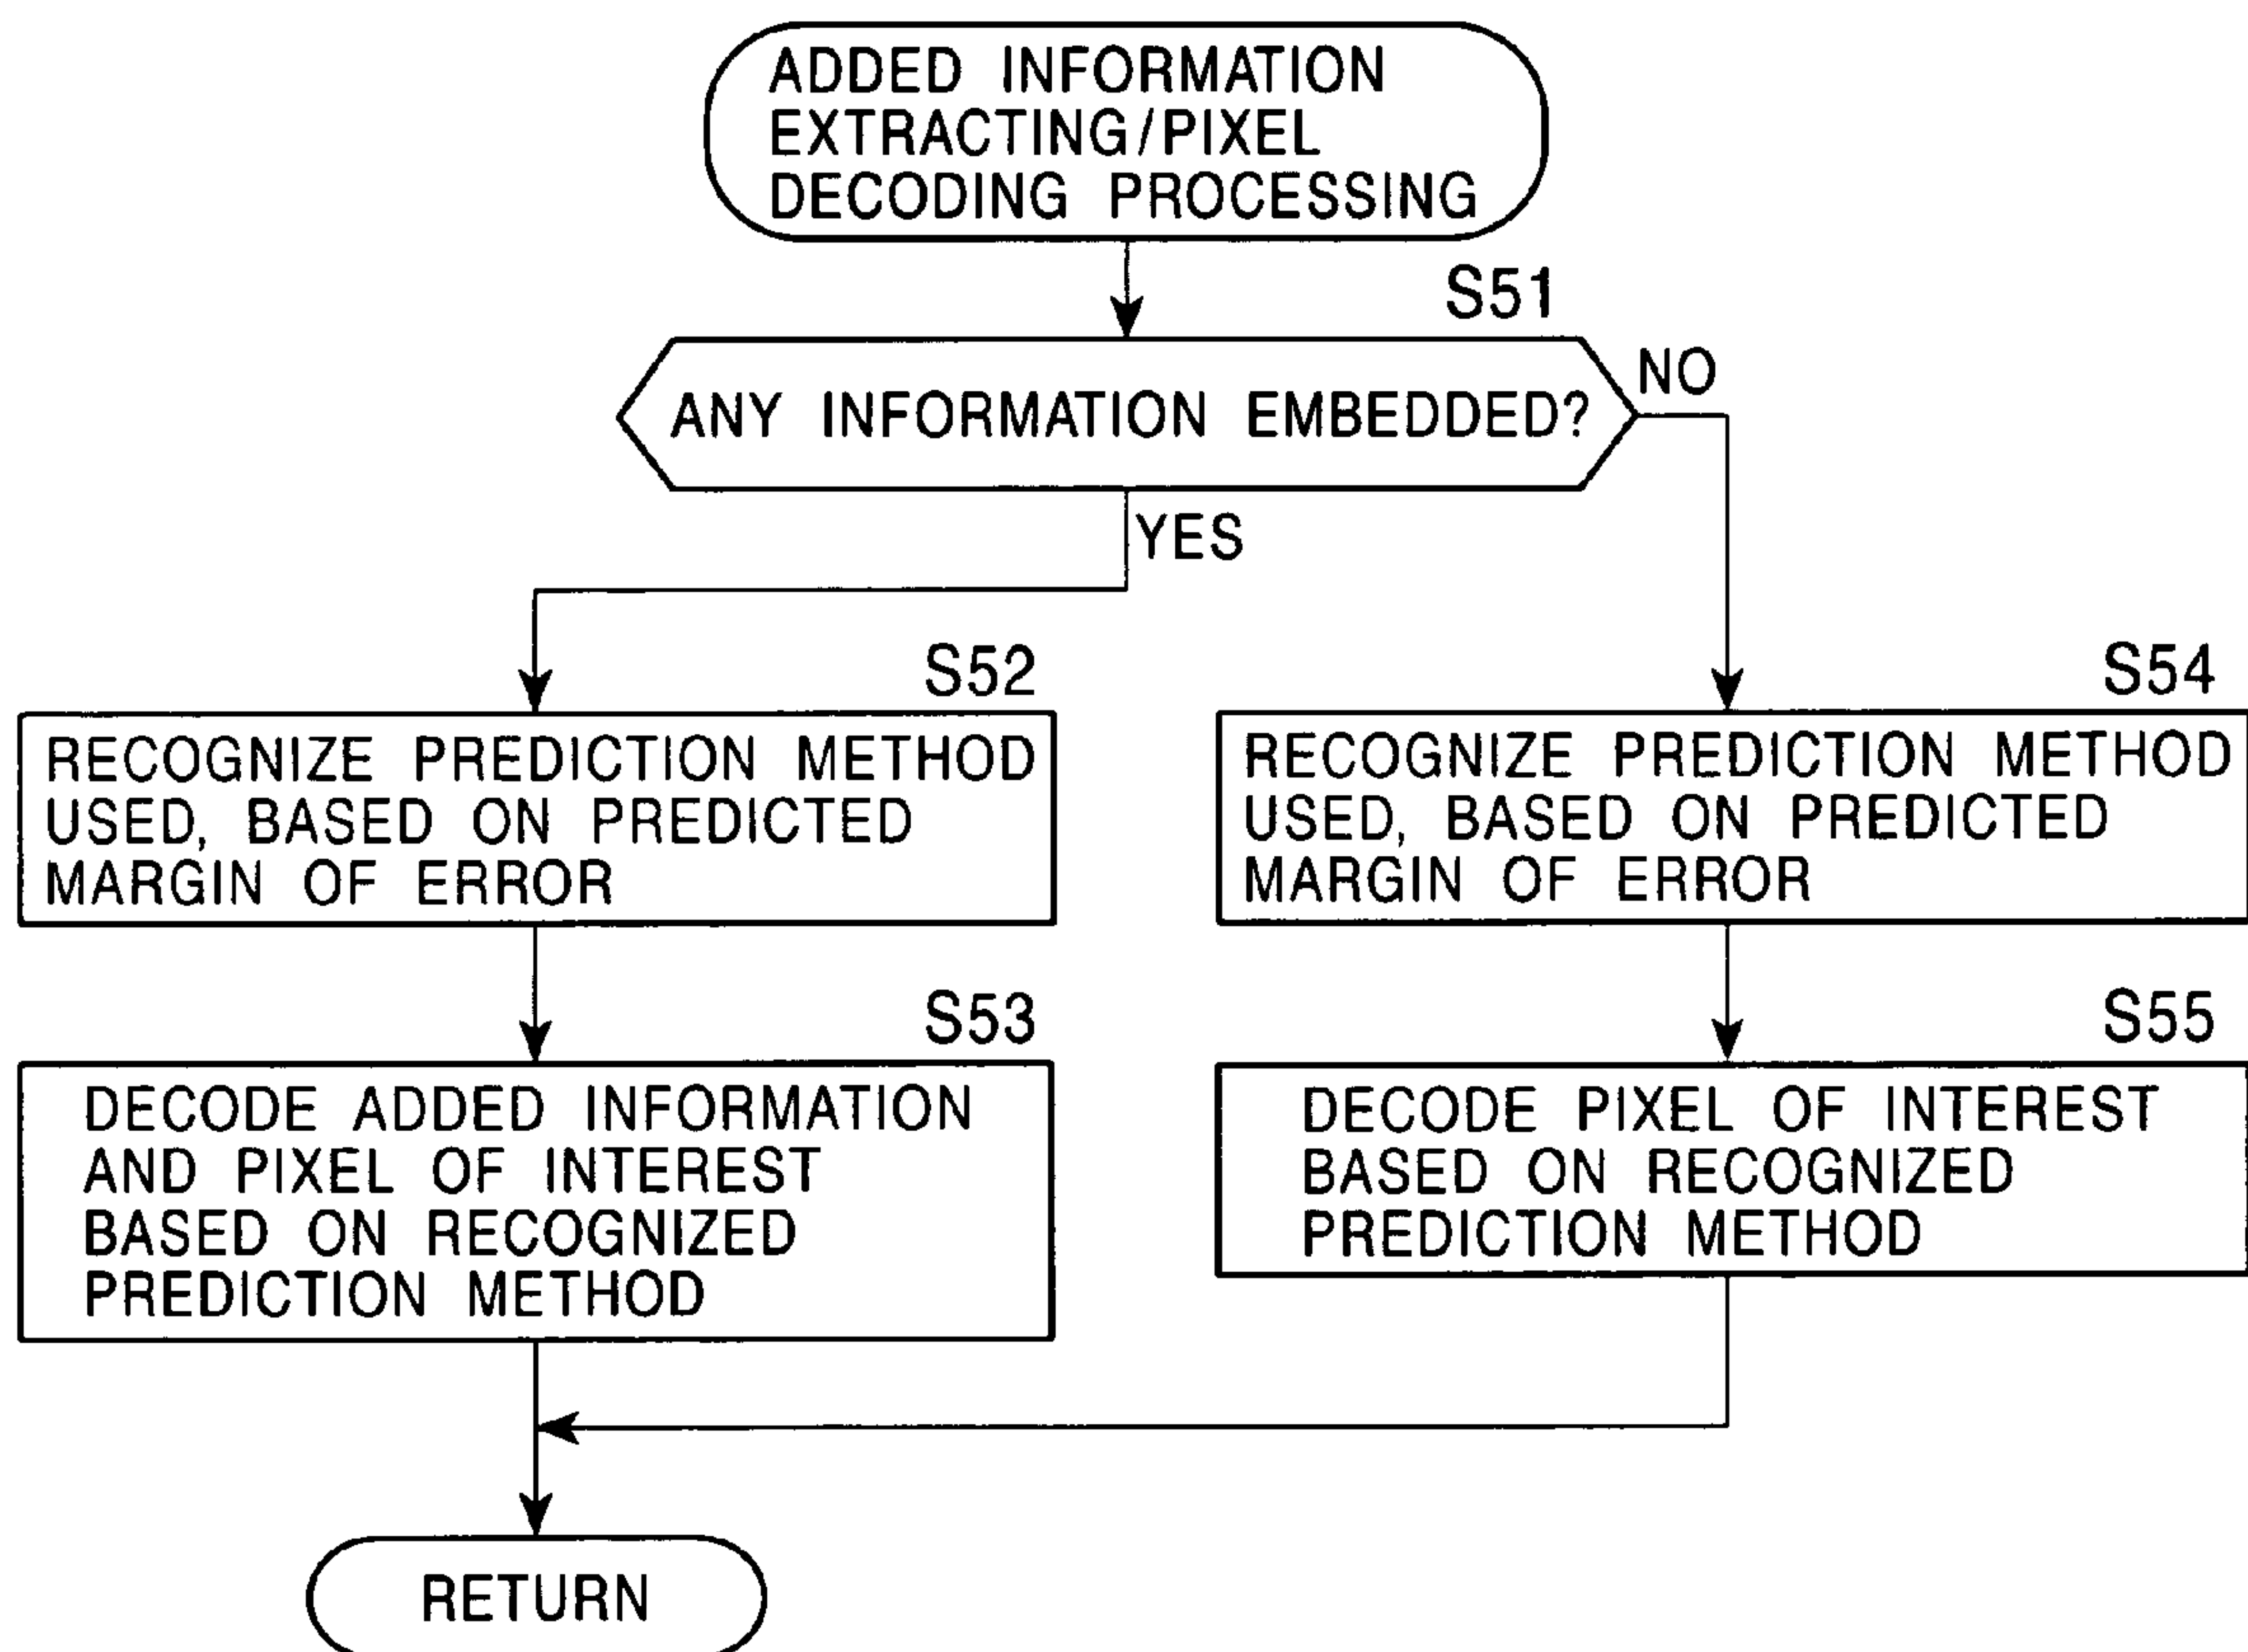 ADDED INFORMATION
EXTRACTING/PIXEL
DECODING PROCESSING
S51
ANY INFORMATION EMBEDDED?
NO
YES
S52
RECOGNIZE PREDICTION METHOD
USED, BASED ON PREDICTED
MARGIN OF ERROR
S54
RECOGNIZE PREDICTION METHOD
USED, BASED ON PREDICTED
MARGIN OF ERROR
S53
DECODE ADDED INFORMATION
AND PIXEL OF INTEREST
BASED ON RECOGNIZED
PREDICTION METHOD
S55
DECODE PIXEL OF INTEREST
BASED ON RECOGNIZED
PREDICTION METHOD
RETURN